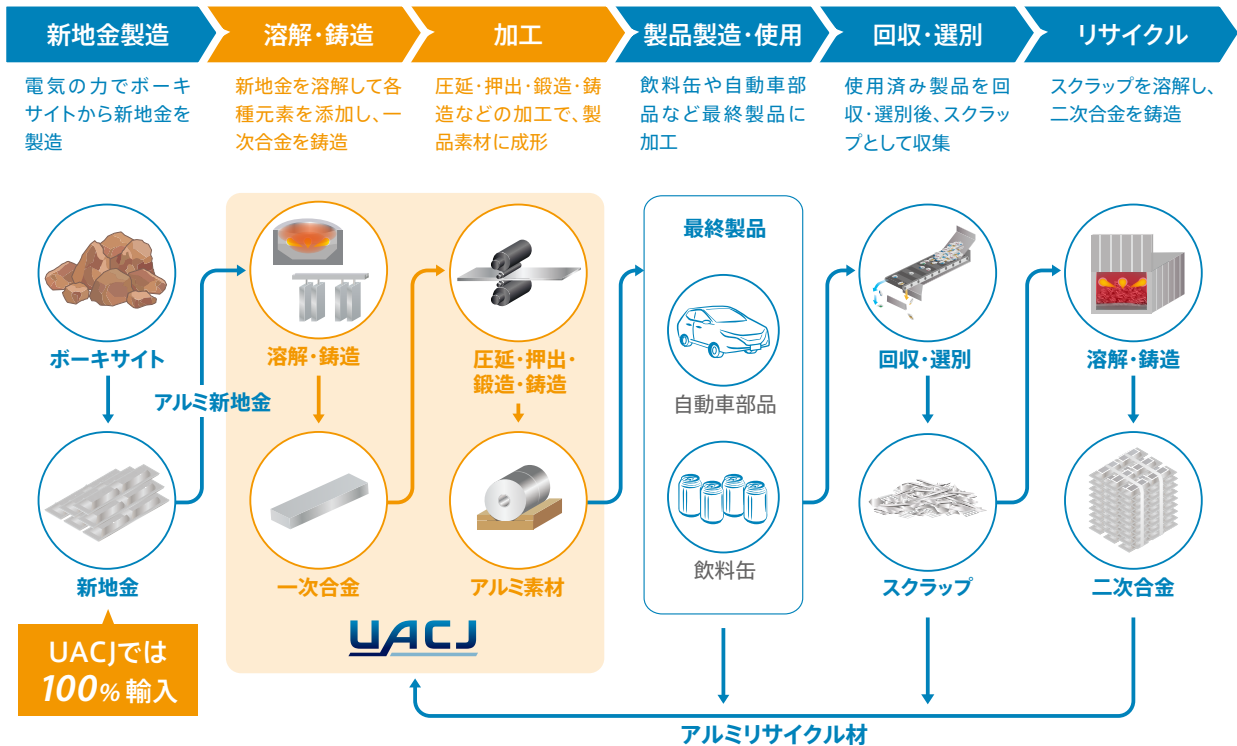 新地金製造
溶解・鋳造
加工
製品製造・使用
回収・選別
リサイクル
電気の力でボーキ
サイトから新地金を
製造
新地金を溶解して各
種元素を添加し、一
次合金を鋳造
圧延・押出・鍛造・鋳
造などの加工で、製
品素材に成形
飲料缶や自動車部
品など最終製品に
加工
使用済み製品を回
収・選別後、スクラッ
プとして収集
スクラップを溶解し、
二次合金を鋳造
ボーキサイト
アルミ新地金
新地金
UACJでは
100%輸入
溶解・鋳造
一次合金
圧延・押出・
鍛造・鋳造
アルミ素材
UACJ
最終製品
自動車部品
飲料缶
回収・選別
スクラップ
溶解・鋳造
二次合金
アルミリサイクル材